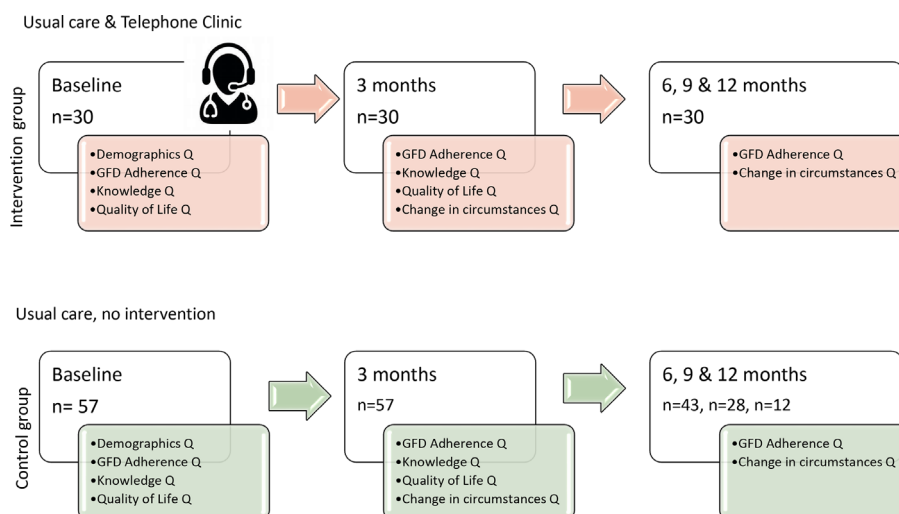 Usual care & Telephone Clinic
Intervention group
Baseline
n=30
•Demographics Q
•GFD Adherence Q
•Knowledge Q
•Quality of Life Q
3 months
n=30
•GFD Adherence Q
•Knowledge Q
•Quality of Life Q
•Change in circumstances Q
6, 9 & 12 months
n=30
•GFD Adherence Q
•Change in circumstances Q
Usual care, no intervention
Control group
Baseline
n= 57
•Demographics Q
•GFD Adherence Q
•Knowledge Q
•Quality of Life Q
3 months
n=57
•GFD Adherence Q
•Knowledge Q
•Quality of Life Q
•Change in circumstances Q
6, 9 & 12 months
n=43, n=28, n=12
•GFD Adherence Q
•Change in circumstances Q